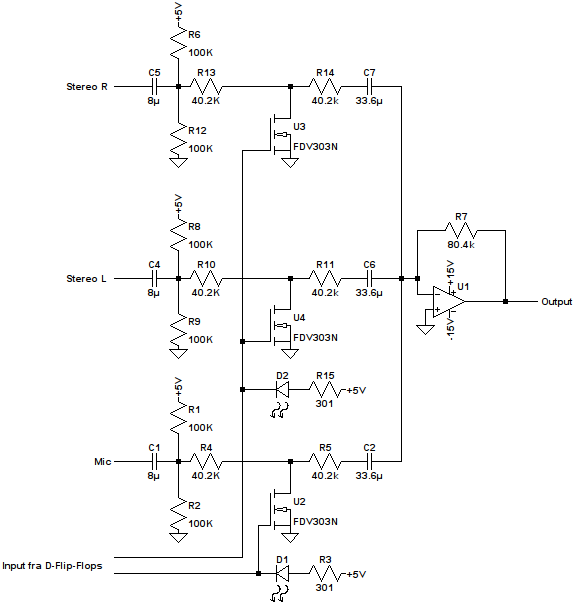 +5V
R6
100K
Stereo R
C5
8µ
R13
40.2K
R14
40.2k
C7
33.6µ
R12
100K
U3
FDV303N
+5V
R8
100K
Stereo L
C4
8µ
R10
40.2K
R11
40.2k
C6
33.6µ
R7
80.4k
+15V
U1
-15V
Output
R9
100K
U4
FDV303N
D2
R15
301
+5V
+5V
R1
100K
Mic
C1
8µ
R4
40.2K
R5
40.2k
C2
33.6µ
R2
100K
U2
FDV303N
Input fra D-Flip-Flops
D1
R3
301
+5V